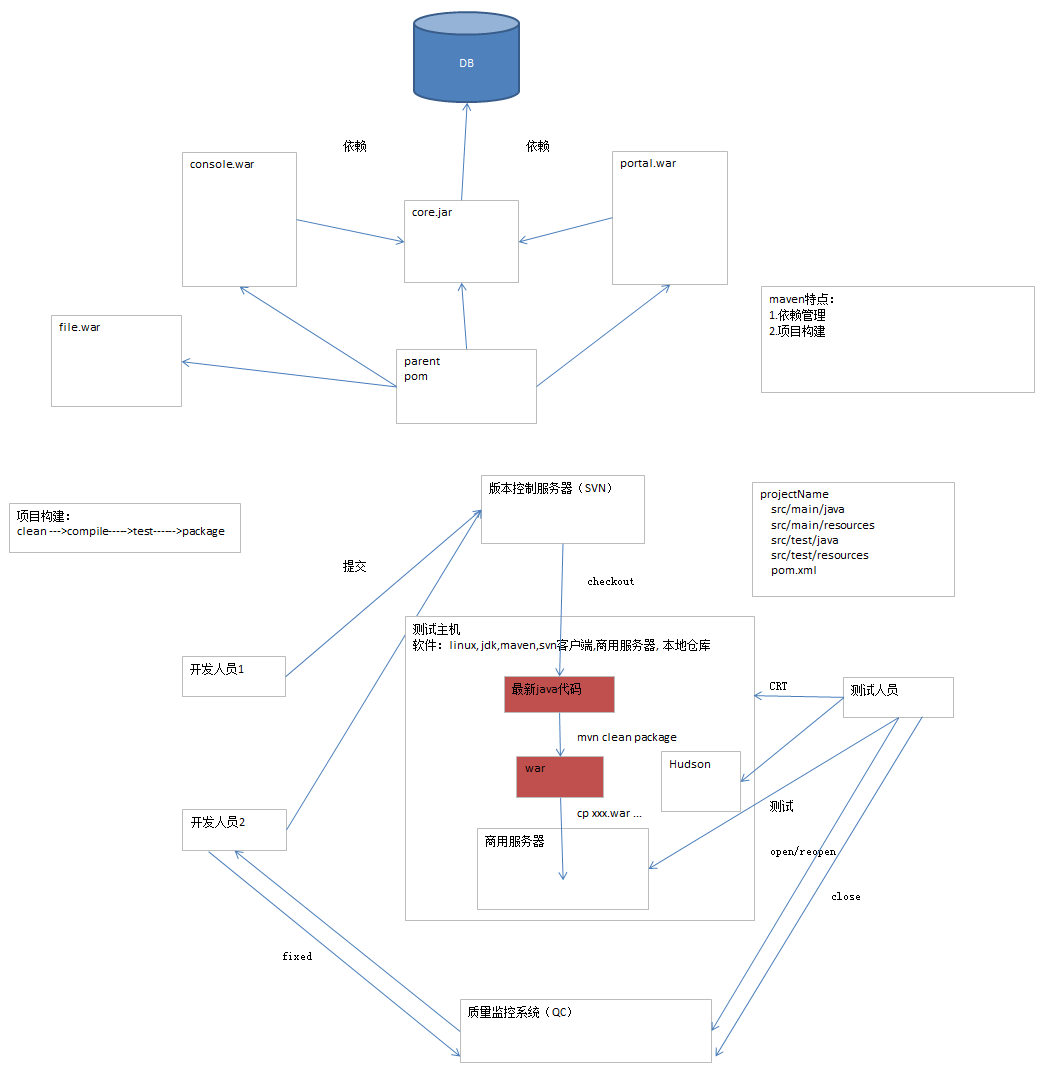 DB
依赖
依赖
console.war
portal.war
core.jar
maven特点：
1.依赖管理
2.项目构建
file.war
parent
pom
版本控制服务器（SVN）
projectName
src/main/java
src/main/resources
src/test/java
src/test/resources
pom.xml
项目构建：
clean --->compile----->test------>package
提交
checkout
测试主机
软件：linux,jdk,maven,svn客户端,商用服务器, 本地仓库
开发人员1
最新java代码
CRT
测试人员
mvn clean package
Hudson
war
测试
cp xxx.war ...
开发人员2
商用服务器
open/reopen
close
fixed
质量监控系统（QC）